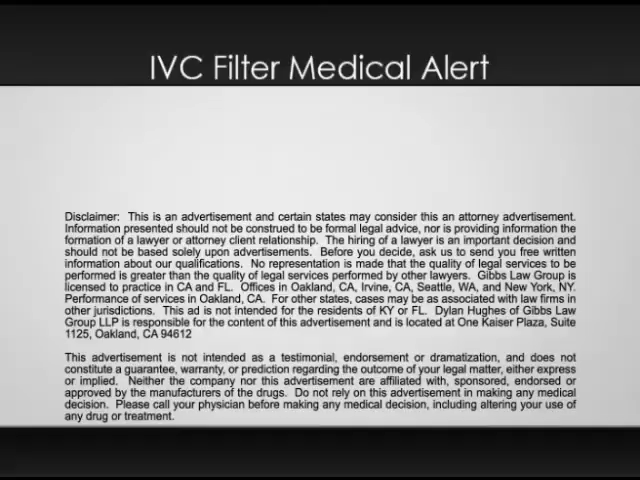 IVC Filter Medical Alert
Disclaimer: This is an advertisement and certain states may consider this an attorney advertisement.
Information presented should not be construed to be formal legal advice, nor is providing information the
formation of a lawyer or attorney client relationship. The hiring of a lawyer is an important decision and
should not be based solely upon advertisements. Before you decide, ask us to send you free written
information about our qualifications. No representation is made that the quality of legal services to be
performed is greater than the quality of legal services performed by other lawyers. Gibbs Law Group is
licensed to practice in CA and FL. Offices in Oakland, CA, Irvine, CA, Seattle, WA, and New York, NY.
Performance of services in Oakland, CA. For other states, cases may be as associated with law firms in
other jurisdictions. This ad is not intended for the residents of KY or FL. Dylan Hughes of Gibbs Law
Group LLP is responsible for the content of this advertisement and is located at One Kaiser Plaza, Suite
1125, Oakland, CA 94612
This advertisement is not intended as a testimonial, endorsement or dramatization, and does not
constitute a guarantee, warranty, or prediction regarding the outcome of your legal matter, either express
or implied. Neither the company nor this advertisement are affiliated with, sponsored, endorsed or
approved by the manufacturers of the drugs. Do not rely on this advertisement in making any medical
decision. Please call your physician before making any medical decision, including altering your use of
any drug or treatment.